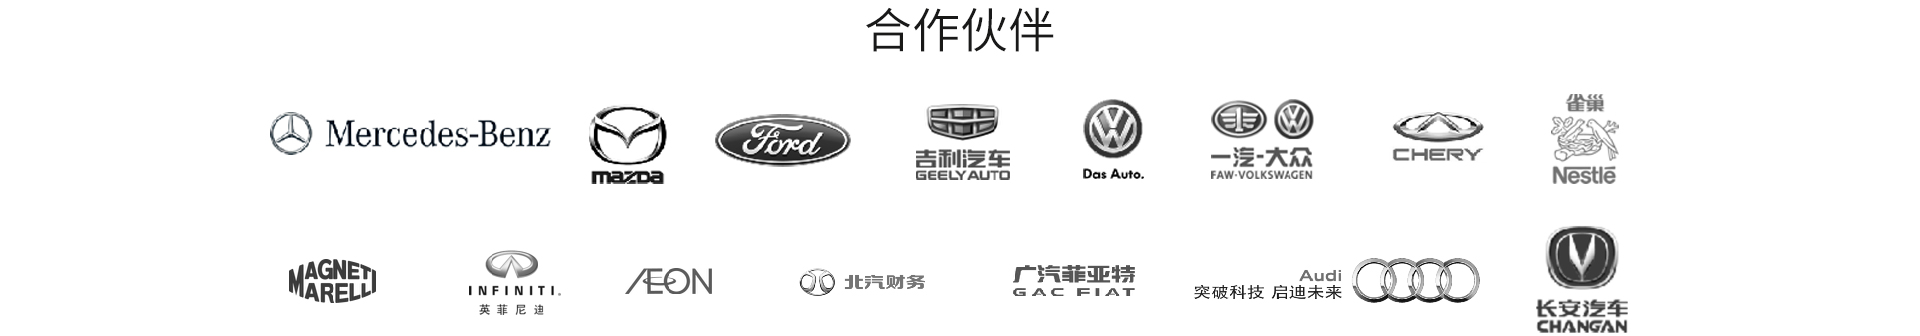 合作伙伴
Mercedes-Benz
mazda
Ford
吉利汽车
GEELY AUTO
Das Auto.
一汽-大众
FAW-VOLKSWAGEN
CHERY
雀巢
Nestlē
MAGNETI
MARELLI
INFINITI
英菲尼迪
ÆON
北汽财务
广汽菲亚特
GAC FIAT
Audi
突破科技 启迪未来
长安汽车
CHANGAN